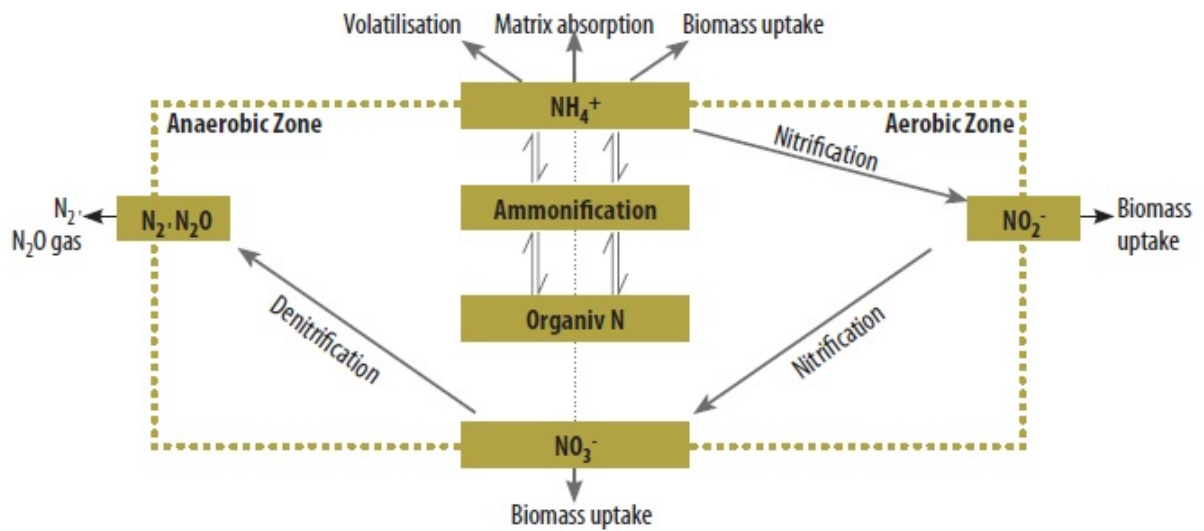 Volatilisation
Matrix absorption
Biomass uptake
NH₄⁺
Anaerobic Zone
Aerobic Zone
Nitrification
Ammonification
N₂, N₂O
N₂,
N₂O gas
NO₂⁻
Biomass
uptake
Organiv N
Denitrification
Nitrification
NO₃⁻
Biomass uptake